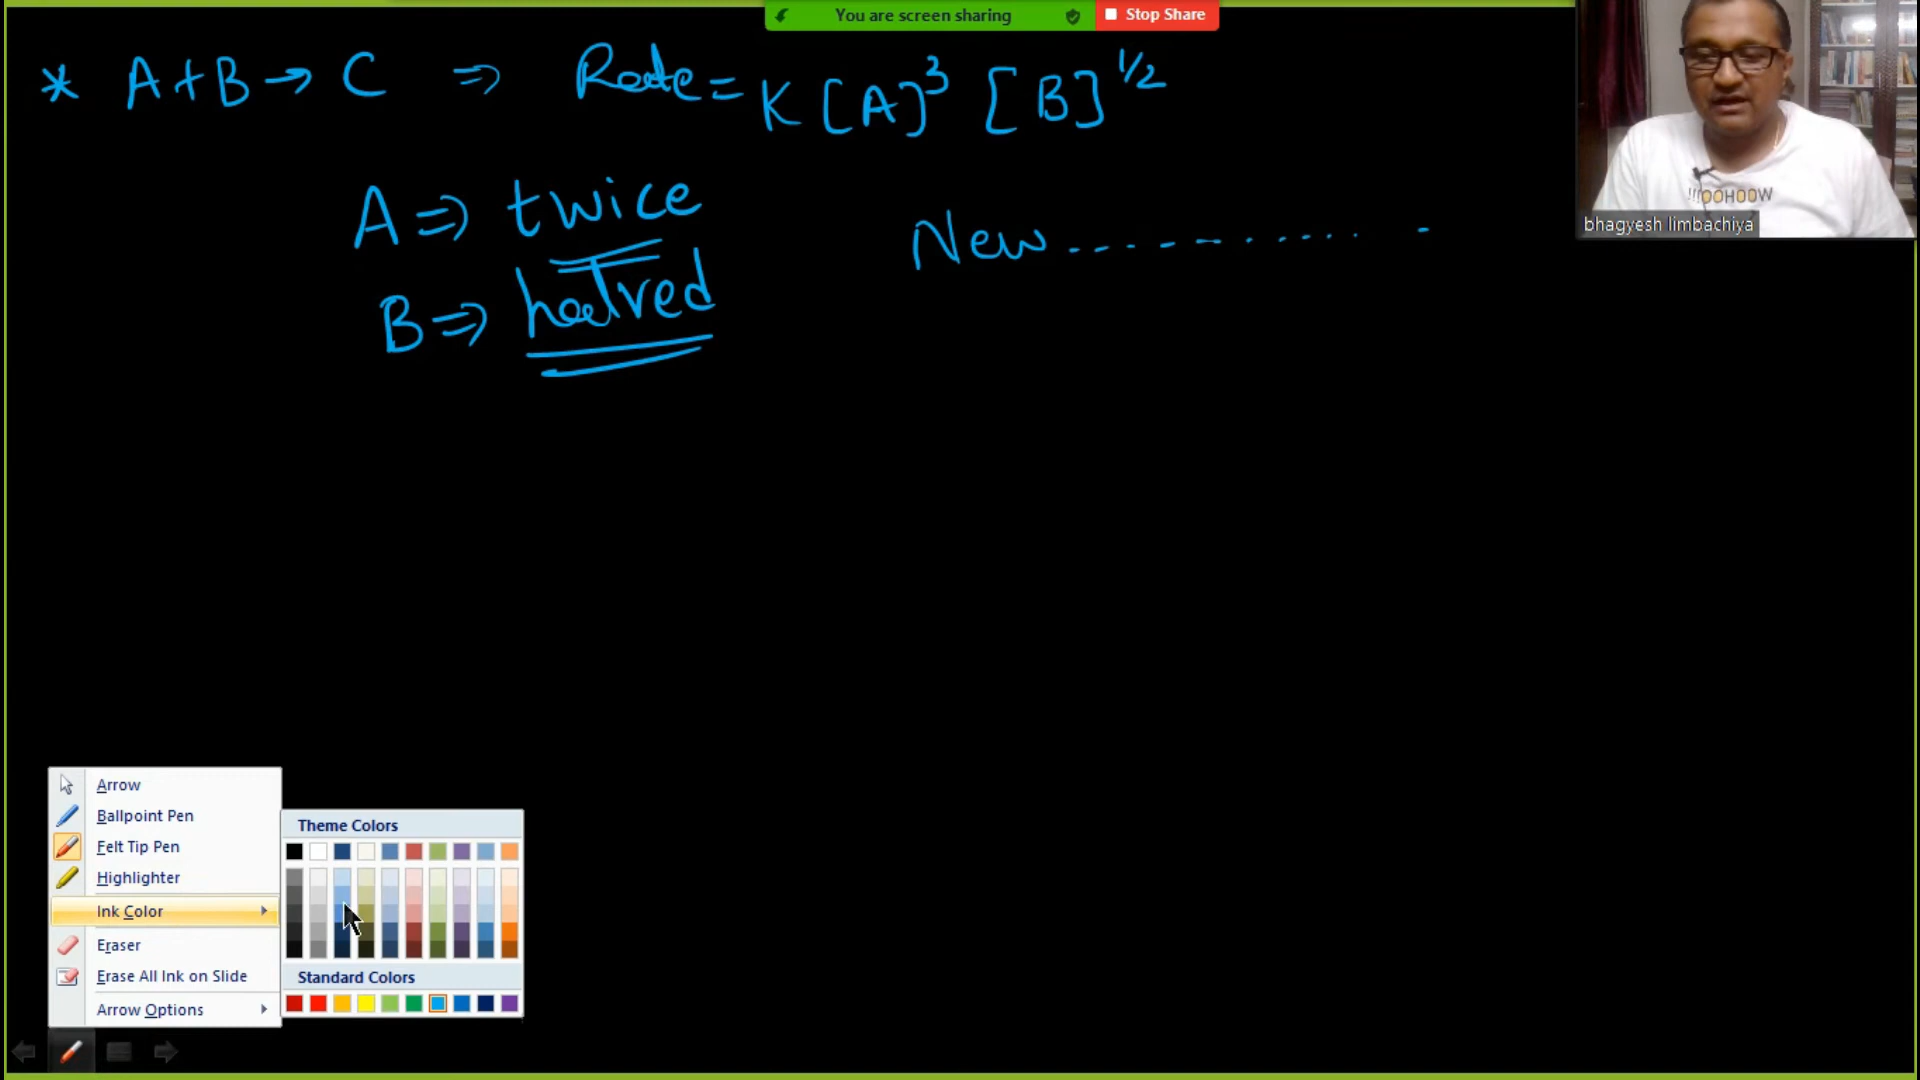 You are screen sharing
Stop Share
* A+B → C ⇒ Rate = K [A]³ [B]^1/2
A ⇒ twice
B ⇒ halved
New ...........
!!!OOHOOW
bhagyesh limbachiya
Arrow
Ballpoint Pen
Felt Tip Pen
Highlighter
Ink Color
Eraser
Erase All Ink on Slide
Arrow Options
Theme Colors
Standard Colors